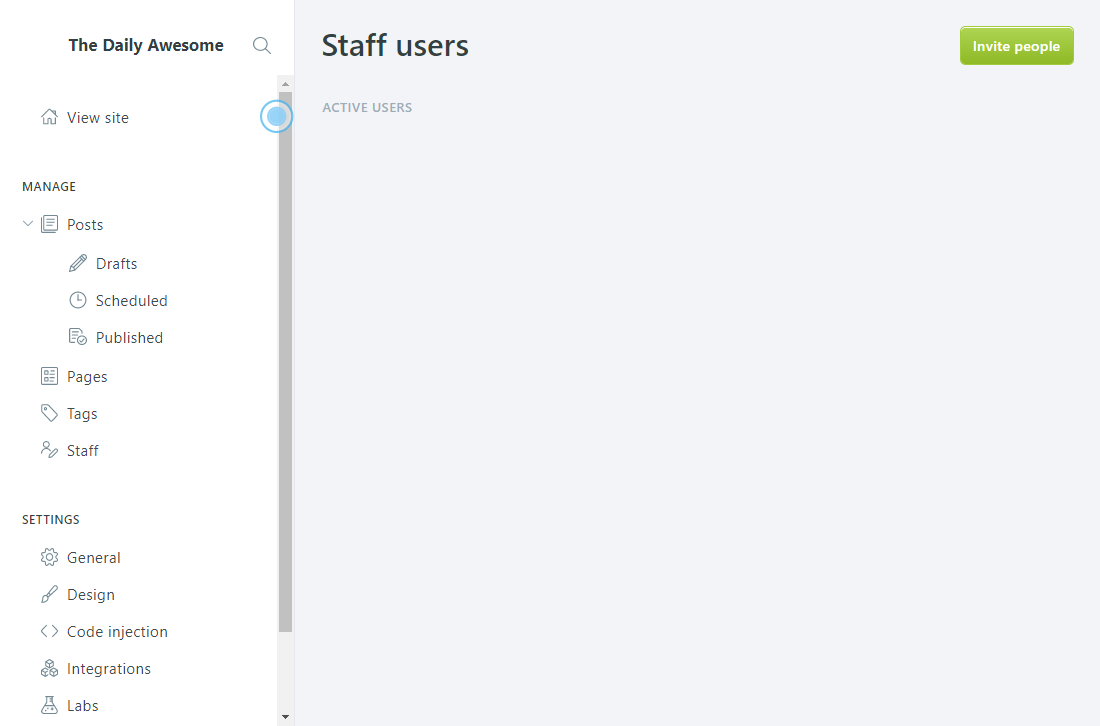 The Daily Awesome
View site
MANAGE
Posts
Drafts
Scheduled
Published
Pages
Tags
Staff
SETTINGS
General
Design
Code injection
Integrations
Labs
Staff users
Invite people
ACTIVE USERS